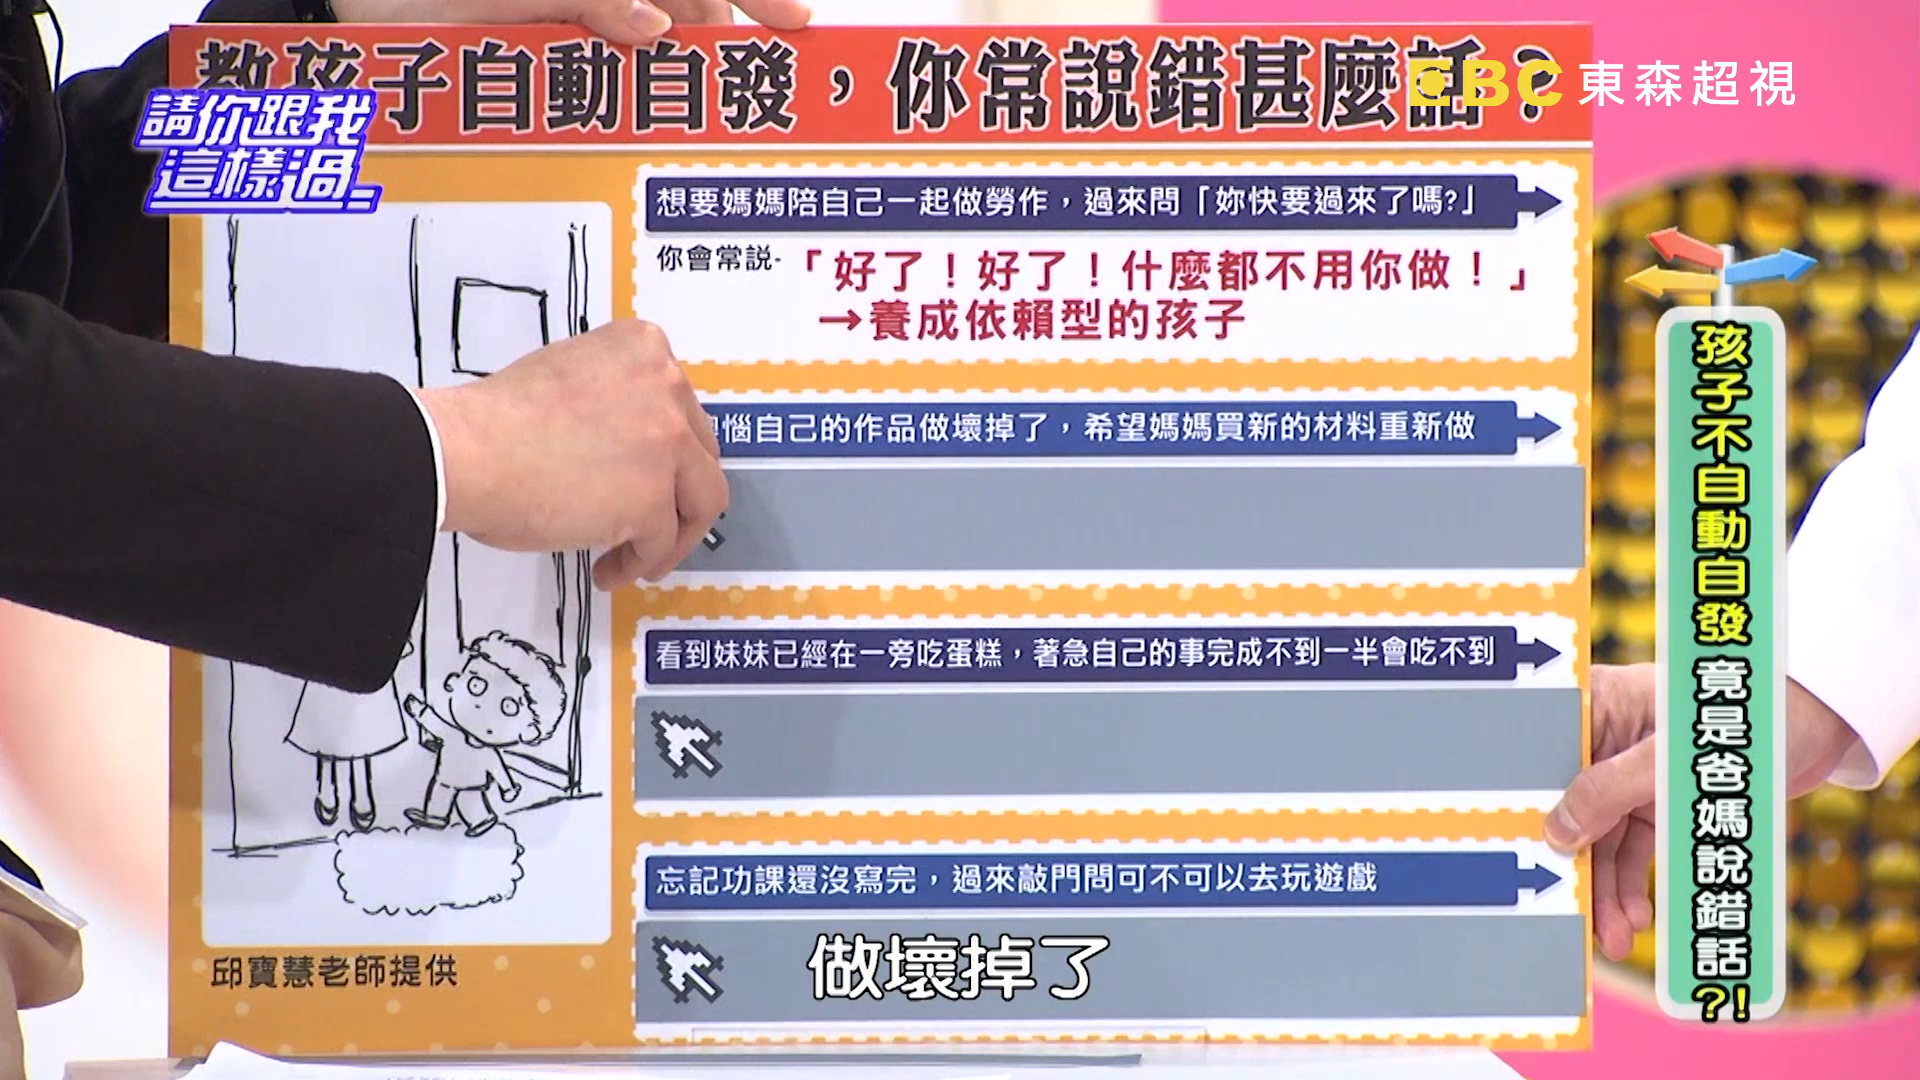 教孩子自動自發，你常說錯甚麼話？
EBC 東森超視
請你跟我
這樣過
想要媽媽陪自己一起做勞作，過來問「妳快要過來了嗎?」
你會常說-「好了！好了！什麼都不用你做！」
→養成依賴型的孩子
惱自己的作品做壞掉了，希望媽媽買新的材料重新做
看到妹妹已經在一旁吃蛋糕，著急自己的事完成不到一半會吃不到
忘記功課還沒寫完，過來敲門問可不可以去玩遊戲
邱寶慧老師提供
做壞掉了
孩子不自動自發 竟是爸媽說錯話?!